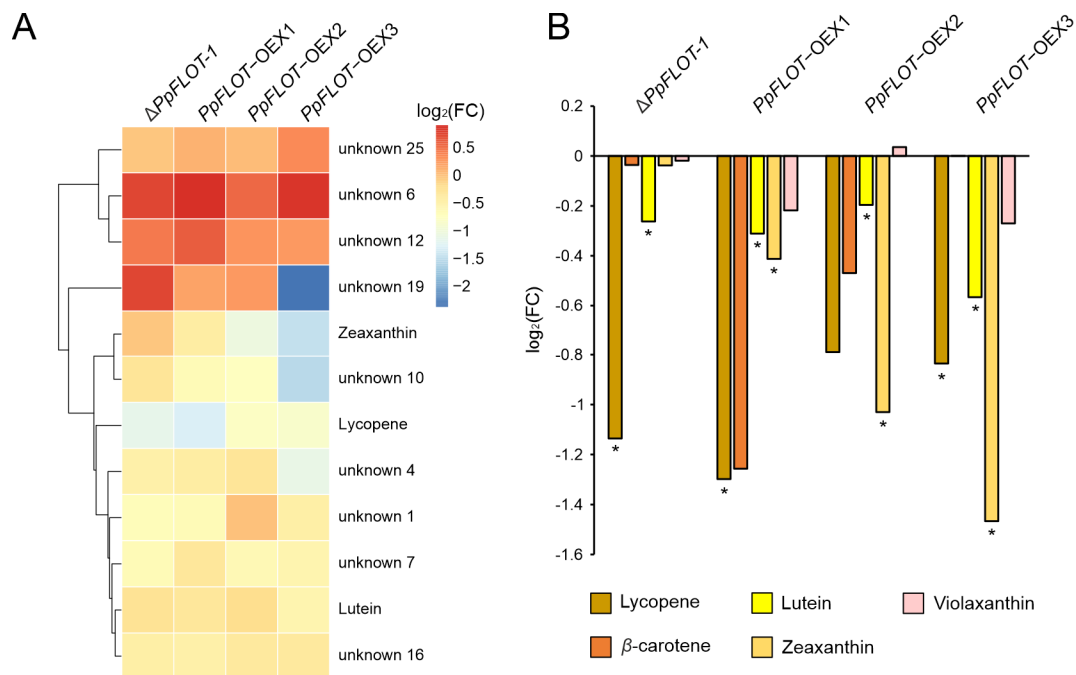 A
ΔPpFLOT-1
PpFLOT-OEX1
PpFLOT-OEX2
PpFLOT-OEX3
log₂(FC)
0.5
0
−0.5
−1
−1.5
−2
unknown 25
unknown 6
unknown 12
unknown 19
Zeaxanthin
unknown 10
Lycopene
unknown 4
unknown 1
unknown 7
Lutein
unknown 16
B
ΔPpFLOT-1
PpFLOT-OEX1
PpFLOT-OEX2
PpFLOT-OEX3
log₂(FC)
0.2
0
-0.2
-0.4
-0.6
-0.8
-1
-1.2
-1.4
-1.6
* * * * * * * * * *
Lycopene
Lutein
Violaxanthin
β-carotene
Zeaxanthin